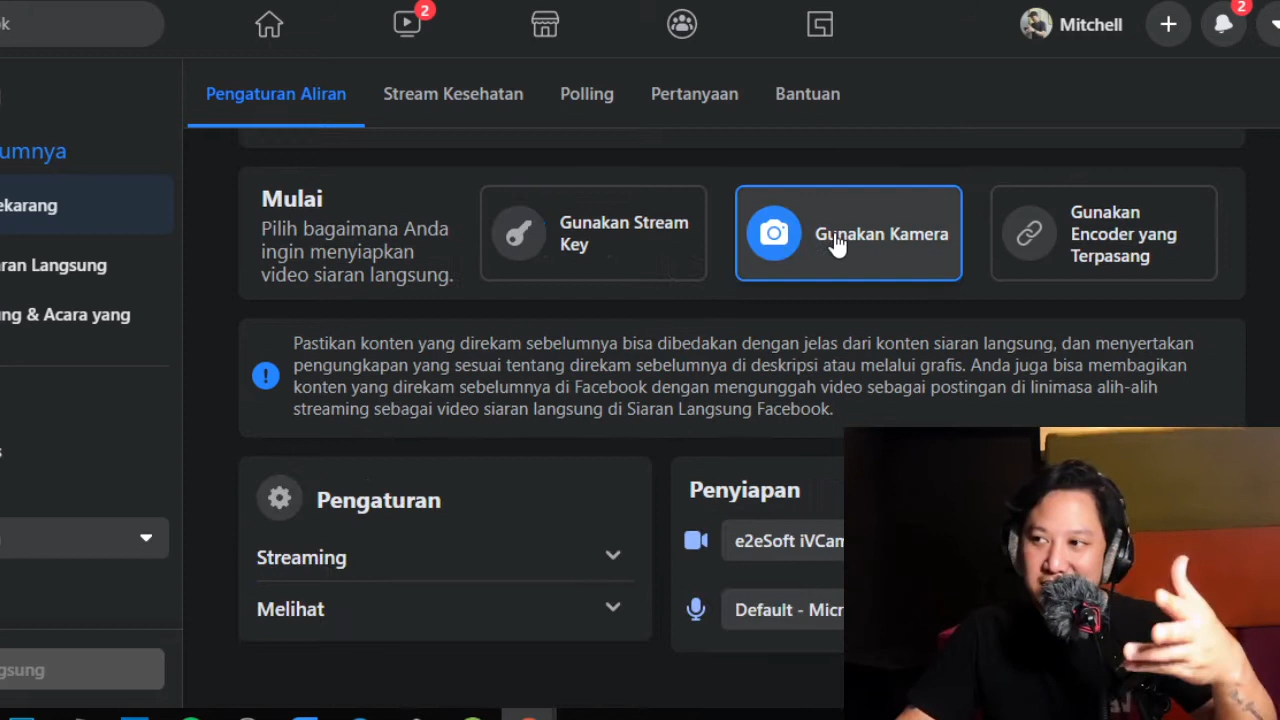 ok
2
Mitchell
2
Pengaturan Aliran
Stream Kesehatan
Polling
Pertanyaan
Bantuan
umnya
ekarang
ran Langsung
ng & Acara yang
gsung
Mulai
Pilih bagaimana Anda
ingin menyiapkan
video siaran langsung.
Gunakan Stream
Key
Gunakan Kamera
Gunakan
Encoder yang
Terpasang
Pastikan konten yang direkam sebelumnya bisa dibedakan dengan jelas dari konten siaran langsung, dan menyertakan
pengungkapan yang sesuai tentang direkam sebelumnya di deskripsi atau melalui grafis. Anda juga bisa membagikan
konten yang direkam sebelumnya di Facebook dengan mengunggah video sebagai postingan di linimasa alih-alih
streaming sebagai video siaran langsung di Siaran Langsung Facebook.
Pengaturan
Streaming
Melihat
Penyiapan
e2eSoft iVCam
Default - Micr